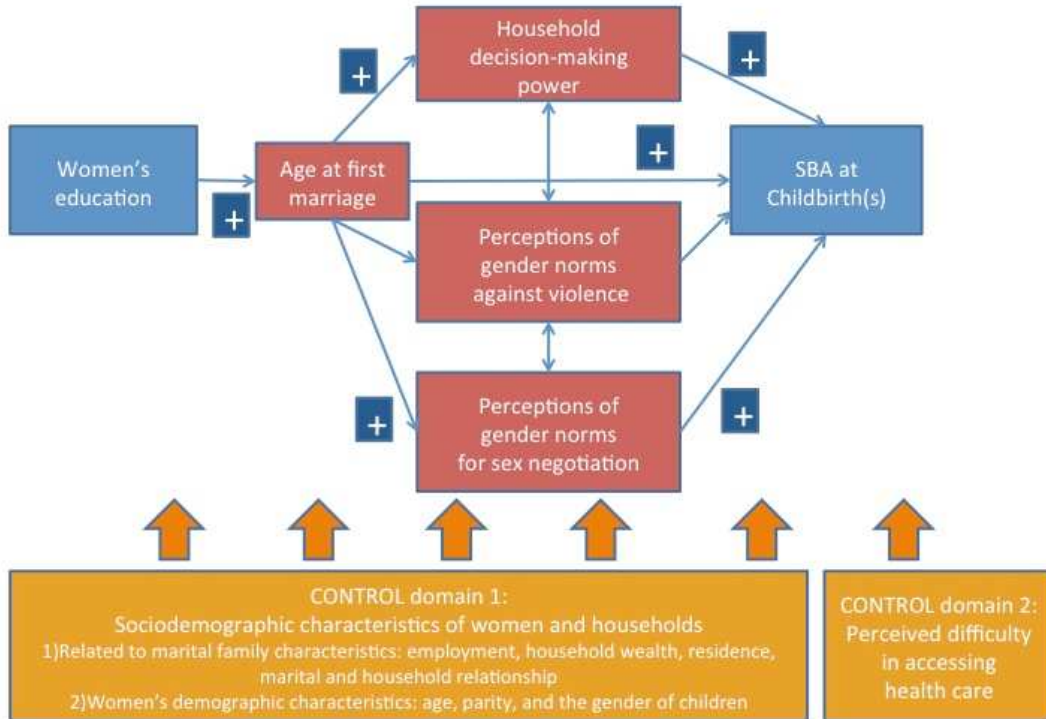 Household
decision-making
power
+
+
Women's
education
+
Age at first
marriage
+
SBA at
Childbirth(s)
Perceptions of
gender norms
against violence
+
Perceptions of
gender norms
for sex negotiation
+
CONTROL domain 1:
Sociodemographic characteristics of women and households
1)Related to marital family characteristics: employment, household wealth, residence,
marital and household relationship
2)Women's demographic characteristics: age, parity, and the gender of children
CONTROL domain 2:
Perceived difficulty
in accessing
health care